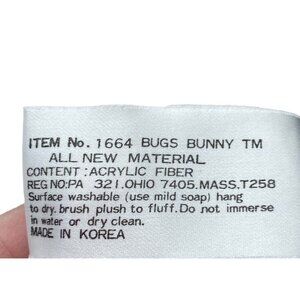 ITEM No. 1664 BUGS BUNNY TM
ALL NEW MATERIAL
CONTENT :ACRYLIC FIBER
REG NO:PA 321.OHIO 7405.MASS.T258
Surface washable (use mild soap) hang
to dry. brush plush to fluff. Do not immerse
in water or dry clean.
MADE IN KOREA